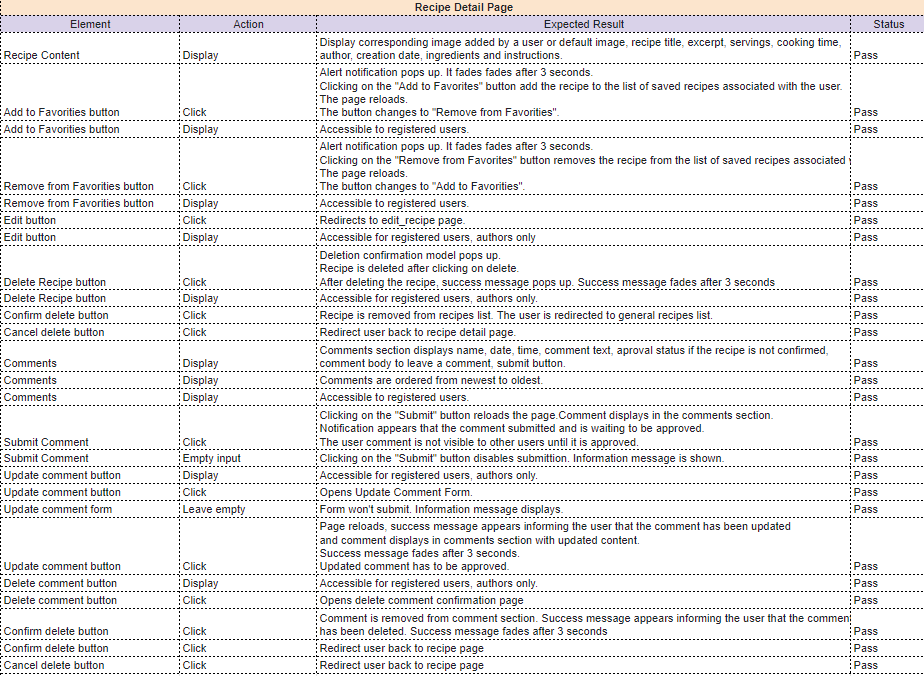 Recipe Detail Page
Element Action Expected Result Status
Display corresponding image added by a user or default image, recipe title, excerpt, servings, cooking time,
Recipe Content Display author, creation date, ingredients and instructions. Pass
Alert notification pops up. It fades fades after 3 seconds.
Clicking on the "Add to Favorites" button add the recipe to the list of saved recipes associated with the user.
The page reloads.
Add to Favorities button Click The button changes to "Remove from Favorities". Pass
Add to Favorities button Display Accessible to registered users. Pass
Alert notification pops up. It fades fades after 3 seconds.
Clicking on the "Remove from Favorites" button removes the recipe from the list of saved recipes associated
The page reloads.
Remove from Favorities button Click The button changes to "Add to Favorities". Pass
Remove from Favorities button Display Accessible to registered users. Pass
Edit button Click Redirects to edit_recipe page. Pass
Edit button Display Accessible for registered users, authors only Pass
Deletion confirmation model pops up.
Recipe is deleted after clicking on delete.
Delete Recipe button Click After deleting the recipe, success message pops up. Success message fades after 3 seconds Pass
Delete Recipe button Display Accessible for registered users, authors only. Pass
Confirm delete button Click Recipe is removed from recipes list. The user is redirected to general recipes list. Pass
Cancel delete button Click Redirect user back to recipe detail page. Pass
Comments section displays name, date, time, comment text, aproval status if the recipe is not confirmed,
Comments Display comment body to leave a comment, submit button. Pass
Comments Display Comments are ordered from newest to oldest. Pass
Comments Display Accessible to registered users. Pass
Clicking on the "Submit" button reloads the page.Comment displays in the comments section.
Notification appears that the comment submitted and is waiting to be approved.
Submit Comment Click The user comment is not visible to other users until it is approved. Pass
Submit Comment Empty input Clicking on the "Submit" button disables submittion. Information message is shown. Pass
Update comment button Display Accessible for registered users, authors only. Pass
Update comment button Click Opens Update Comment Form. Pass
Update comment form Leave empty Form won't submit. Information message displays. Pass
Page reloads, success message appears informing the user that the comment has been updated
and comment displays in comments section with updated content.
Success message fades after 3 seconds.
Update comment button Click Updated comment has to be approved. Pass
Delete comment button Display Accessible for registered users, authors only. Pass
Delete comment button Click Opens delete comment confirmation page Pass
Comment is removed from comment section. Success message appears informing the user that the commen
Confirm delete button Click has been deleted. Success message fades after 3 seconds Pass
Confirm delete button Click Redirect user back to recipe page Pass
Cancel delete button Click Redirect user back to recipe page Pass